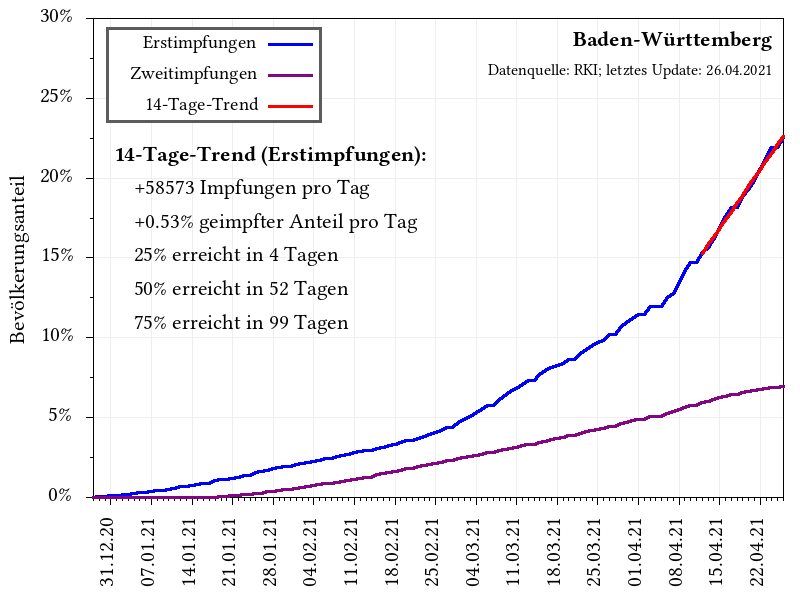 30%
25%
20%
15%
10%
5%
0%
Bevölkerungsanteil
Erstimpfungen
Zweitimpfungen
14-Tage-Trend
Baden-Württemberg
Datenquelle: RKI; letztes Update: 26.04.2021
14-Tage-Trend (Erstimpfungen):
+58573 Impfungen pro Tag
+0.53% geimpfter Anteil pro Tag
25% erreicht in 4 Tagen
50% erreicht in 52 Tagen
75% erreicht in 99 Tagen
31.12.20
07.01.21
14.01.21
21.01.21
28.01.21
04.02.21
11.02.21
18.02.21
25.02.21
04.03.21
11.03.21
18.03.21
25.03.21
01.04.21
08.04.21
15.04.21
22.04.21